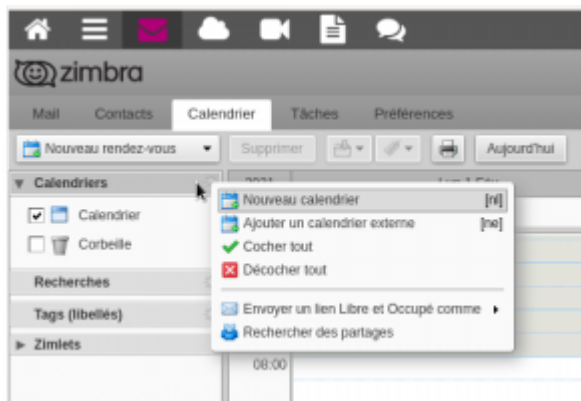 zimbra
Mail Contacts Calendrier Tâches Préférences
Nouveau rendez-vous Supprimer Aujourd'hui
Calendriers 2021
Nouveau calendrier [nl]
Calendrier
Ajouter un calendrier externe [ne]
Corbeille
Cocher tout
Décocher tout
Recherches
Envoyer un lien Libre et Occupé comme
Tags (libellés)
Rechercher des partages
Zimlets
08:00